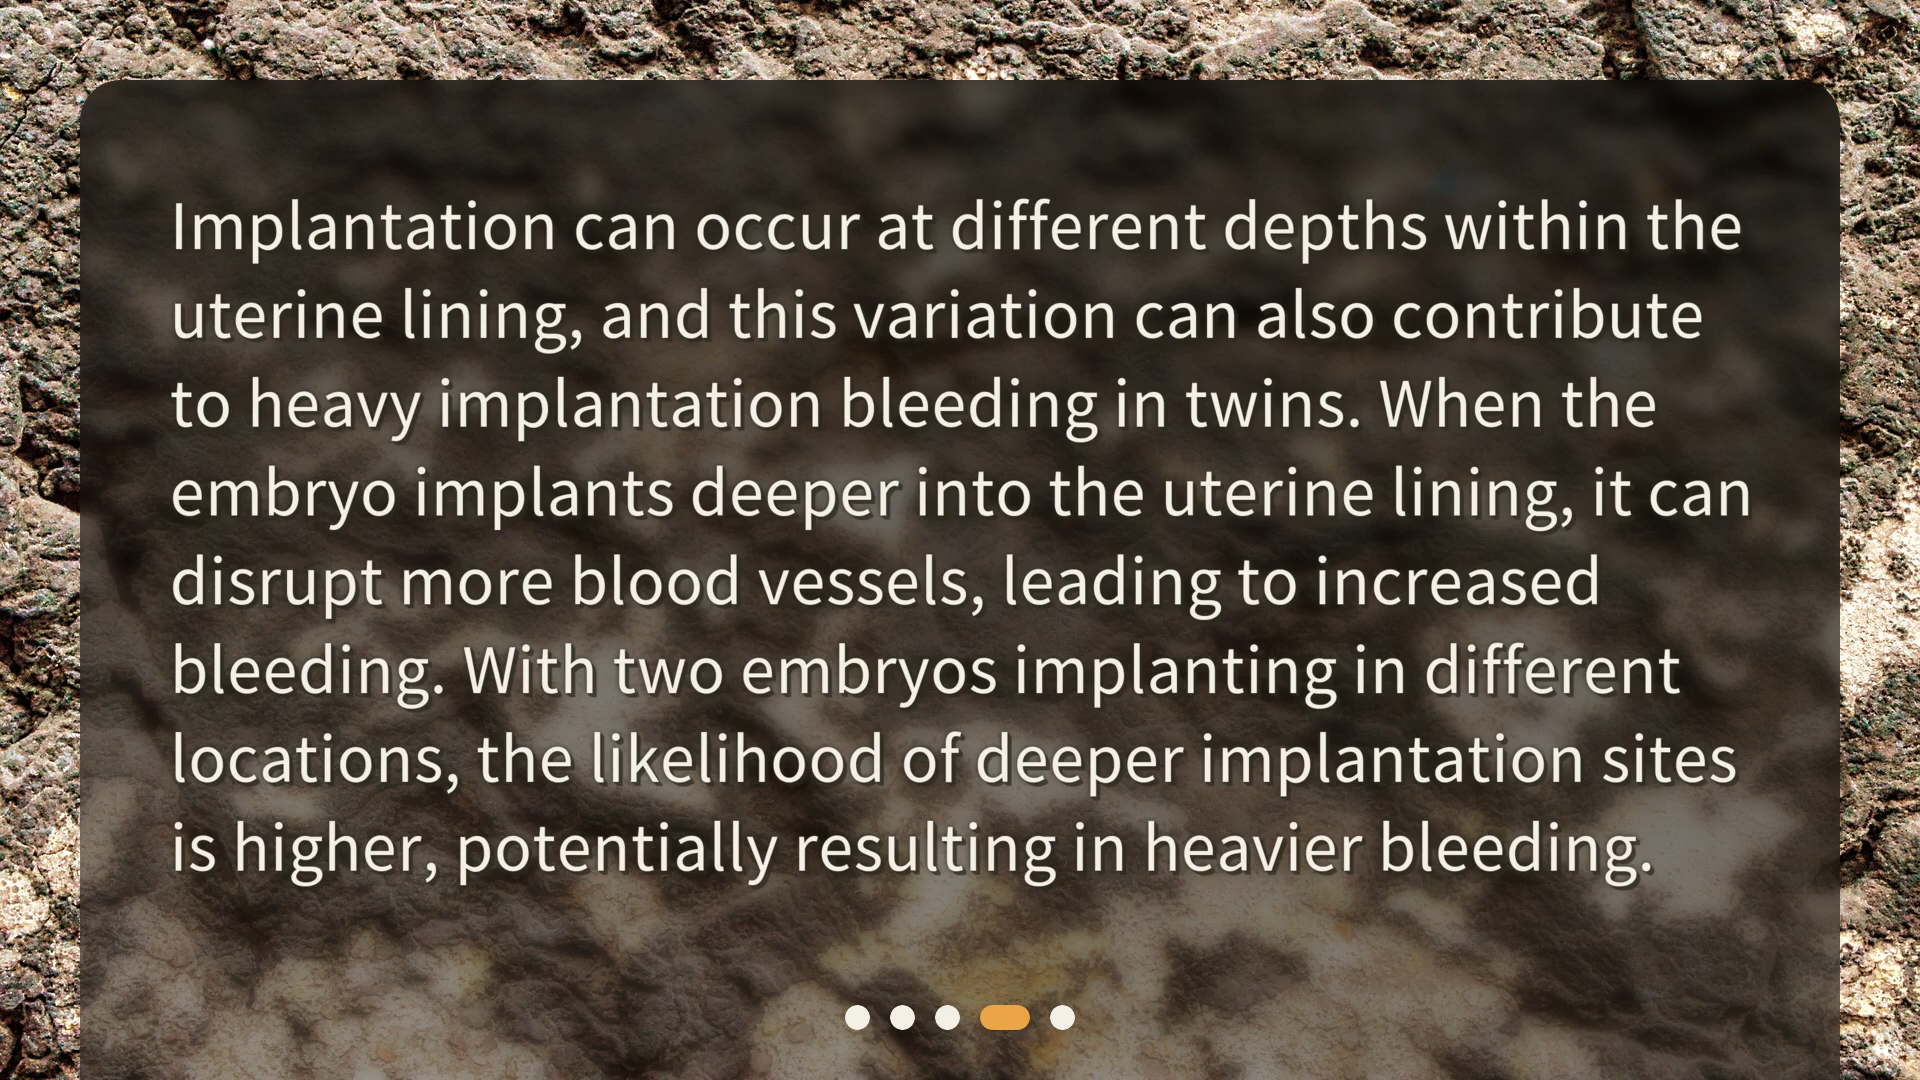 Implantation can occur at different depths within the
uterine lining, and this variation can also contribute
to heavy implantation bleeding in twins. When the
embryo implants deeper into the uterine lining, it can
disrupt more blood vessels, leading to increased
bleeding. With two embryos implanting in different
locations, the likelihood of deeper implantation sites
is higher, potentially resulting in heavier bleeding.